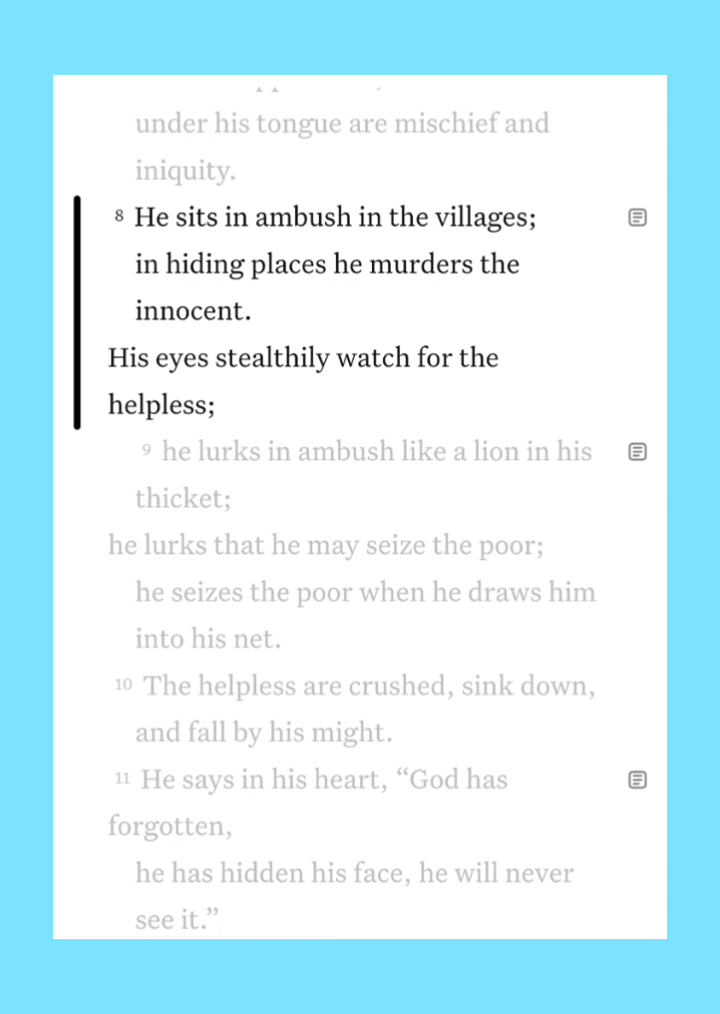 under his tongue are mischief and
iniquity.
8 He sits in ambush in the villages;
in hiding places he murders the
innocent.
His eyes stealthily watch for the
helpless;
9 he lurks in ambush like a lion in his
thicket;
he lurks that he may seize the poor;
he seizes the poor when he draws him
into his net.
10 The helpless are crushed, sink down,
and fall by his might.
11 He says in his heart, “God has
forgotten,
he has hidden his face, he will never
see it.”